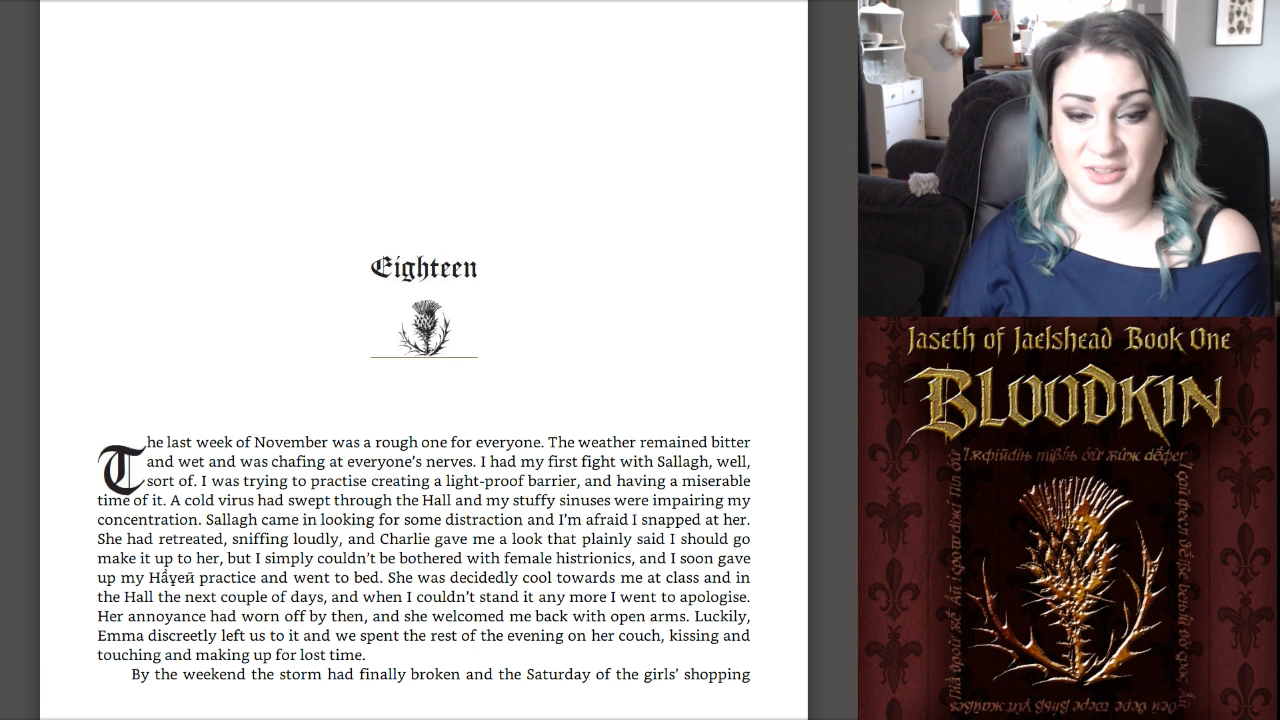 Eighteen
The last week of November was a rough one for everyone. The weather remained bitter
and wet and was chafing at everyone's nerves. I had my first fight with Sallagh, well,
sort of. I was trying to practise creating a light-proof barrier, and having a miserable
time of it. A cold virus had swept through the Hall and my stuffy sinuses were impairing my
concentration. Sallagh came in looking for some distraction and I'm afraid I snapped at her.
She had retreated, sniffing loudly, and Charlie gave me a look that plainly said I should go
make it up to her, but I simply couldn't be bothered with female histrionics, and I soon gave
up my practice and went to bed. She was decidedly cool towards me at class and in
the Hall the next couple of days, and when I couldn't stand it any more I went to apologise.
Her annoyance had worn off by then, and she welcomed me back with open arms. Luckily,
Emma discreetly left us to it and we spent the rest of the evening on her couch, kissing and
touching and making up for lost time.
By the weekend the storm had finally broken and the Saturday of the girls' shopping
Jaseth of Jaelshead Book One
BLOODKIN